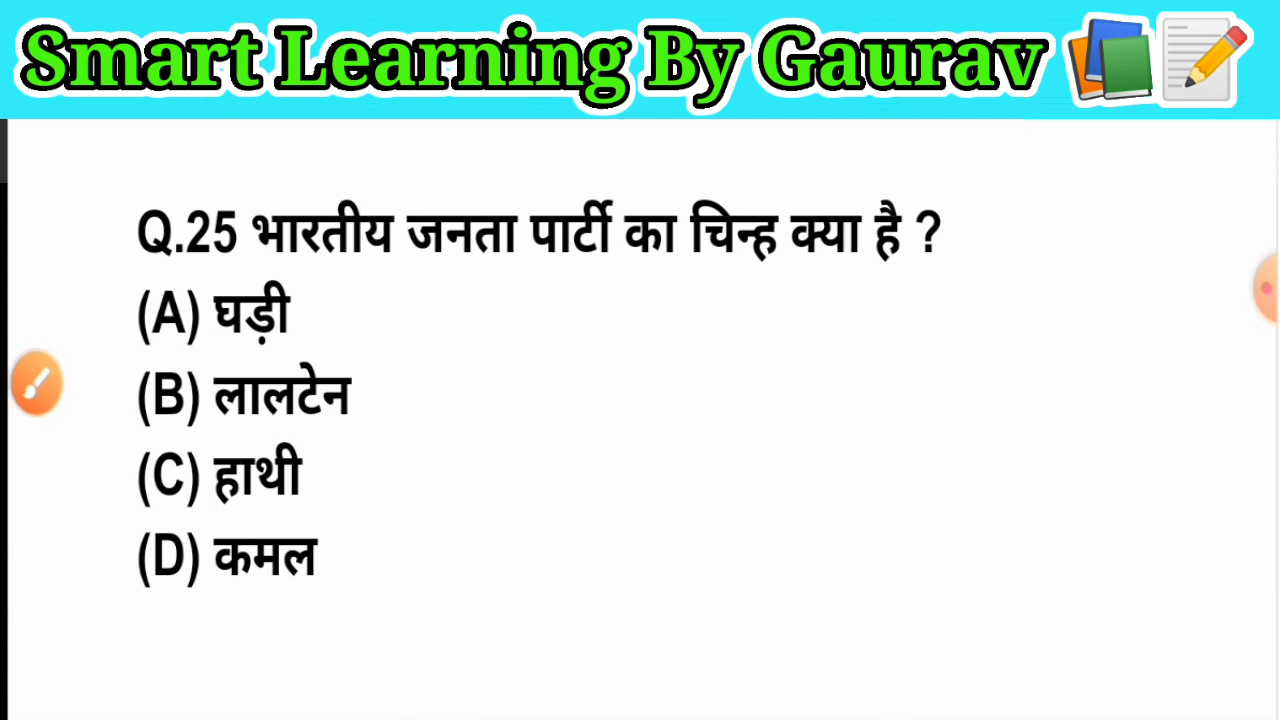 Smart Learning By Gaurav
Q.25 भारतीय जनता पार्टी का चिन्ह क्या है ?
(A) घड़ी
(B) लालटेन
(C) हाथी
(D) कमल